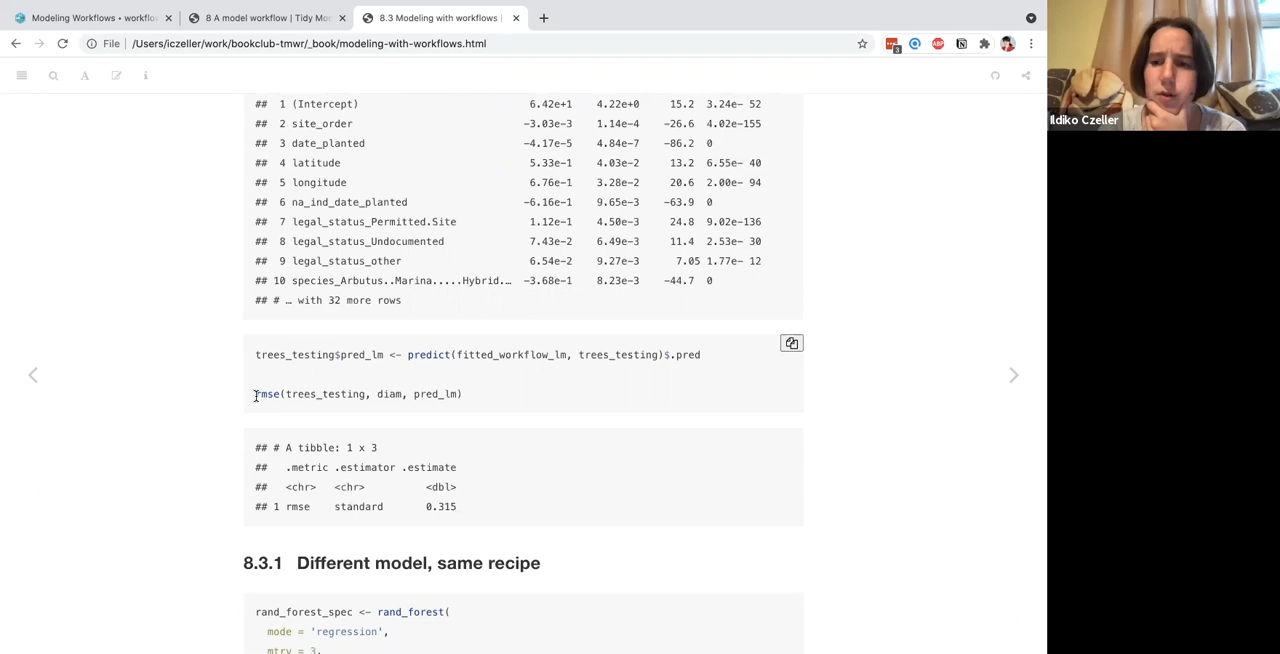 Modeling Workflows • workflow
8 A model workflow | Tidy Mod
8.3 Modeling with workflows |
File
/Users/iczeller/work/bookclub-tmwr/_book/modeling-with-workflows.html
3
ABP
Ildiko Czeller
## 1 (Intercept) 6.42e+1 4.22e+0 15.2 3.24e- 52
## 2 site_order -3.03e-3 1.14e-4 -26.6 4.02e-155
## 3 date_planted -4.17e-5 4.84e-7 -86.2 0
## 4 latitude 5.33e-1 4.03e-2 13.2 6.55e- 40
## 5 longitude 6.76e-1 3.28e-2 20.6 2.00e- 94
## 6 na_ind_date_planted -6.16e-1 9.65e-3 -63.9 0
## 7 legal_status_Permitted.Site 1.12e-1 4.50e-3 24.8 9.02e-136
## 8 legal_status_Undocumented 7.43e-2 6.49e-3 11.4 2.53e- 30
## 9 legal_status_other 6.54e-2 9.27e-3 7.05 1.77e- 12
## 10 species_Arbutus..Marina.....Hybrid.… -3.68e-1 8.23e-3 -44.7 0
## # … with 32 more rows
trees_testing$pred_lm <- predict(fitted_workflow_lm, trees_testing)$.pred
rmse(trees_testing, diam, pred_lm)
## # A tibble: 1 x 3
## .metric .estimator .estimate
## <chr> <chr> <dbl>
## 1 rmse standard 0.315
8.3.1 Different model, same recipe
rand_forest_spec <- rand_forest(
mode = 'regression',
mtry = 3,